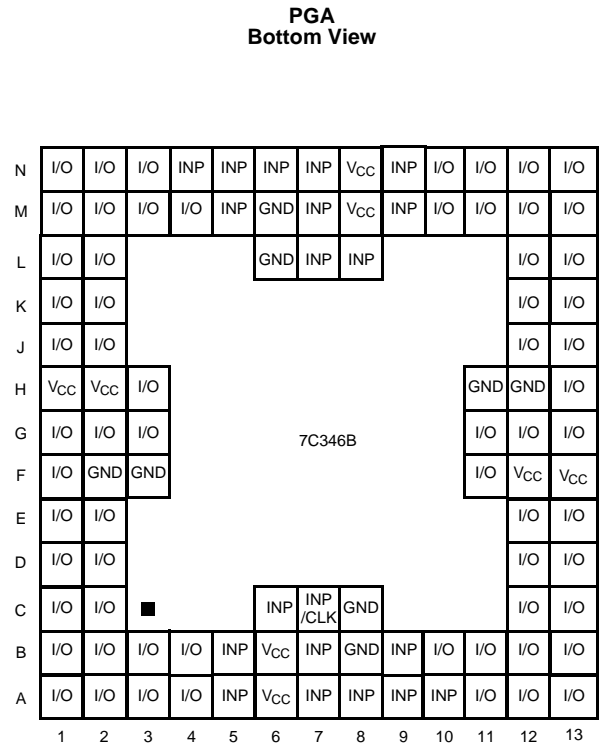 PGA
Bottom View
N I/O I/O I/O INP INP INP INP VCC INP I/O I/O I/O I/O
M I/O I/O I/O I/O INP GND INP VCC INP I/O I/O I/O I/O
L I/O I/O GND INP INP I/O I/O
K I/O I/O I/O I/O
J I/O I/O I/O I/O
H VCC VCC I/O GND GND I/O
G I/O I/O I/O 7C346B I/O I/O I/O
F I/O GND GND I/O VCC VCC
E I/O I/O I/O I/O
D I/O I/O I/O I/O
C I/O I/O INP INP /CLK GND I/O I/O
B I/O I/O I/O I/O INP VCC INP GND INP I/O I/O I/O I/O
A I/O I/O I/O I/O INP VCC INP INP INP INP I/O I/O I/O
1 2 3 4 5 6 7 8 9 10 11 12 13